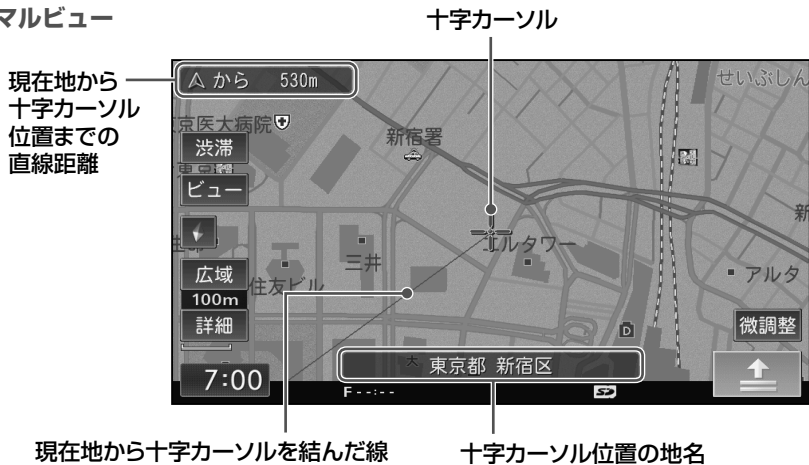 マルビュー
十字カーソル
現在地から
十字カーソル
位置までの
直線距離
から 530m
せいぶしん
京医大病院
新宿署
渋滞
ビュー
エルタワー
三井
広域
住友ビル
アルタ
100m
詳細
D
微調整
東京都 新宿区
7:00
F--:--
SD
現在地から十字カーソルを結んだ線
十字カーソル位置の地名